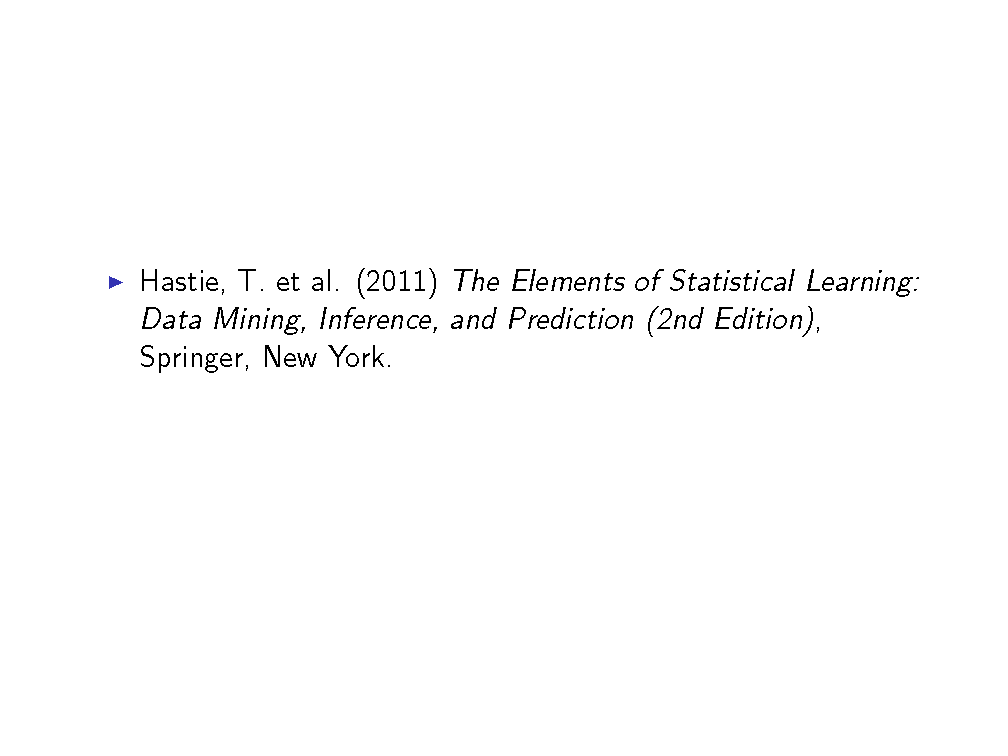 Hastie, T. et al. (2011) The Elements of Statistical Learning:
Data Mining, Inference, and Prediction (2nd Edition),
Springer, New York.